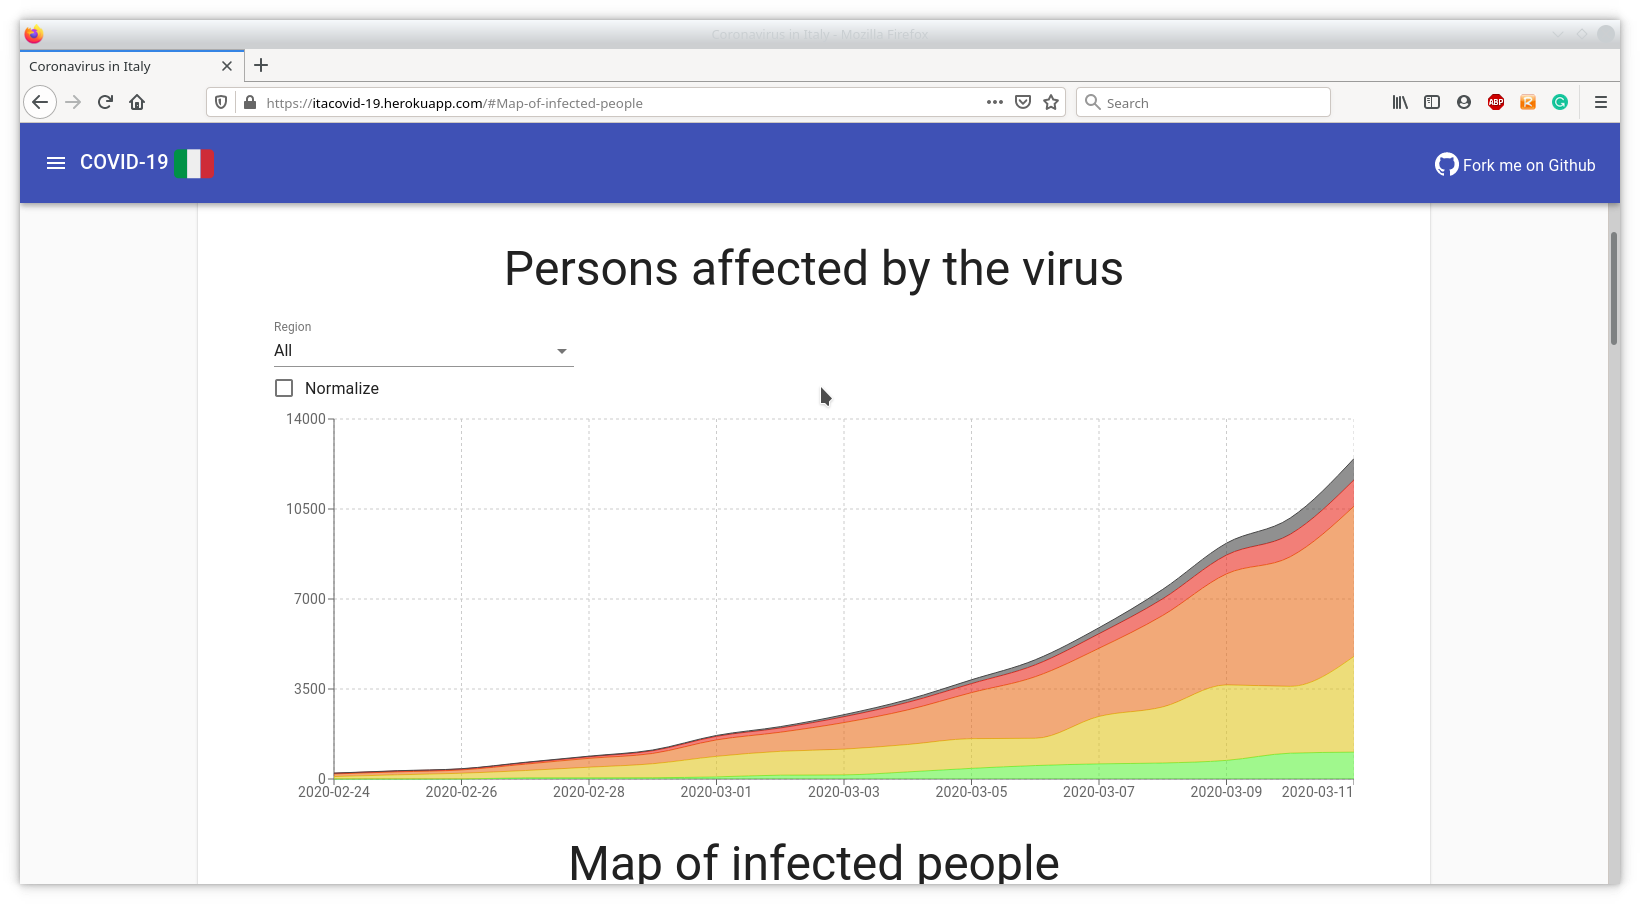 Coronavirus in Italy - Mozilla Firefox
Coronavirus in Italy
https://itacovid-19.herokuapp.com/#Map-of-infected-people
Search
ABP
COVID-19
Fork me on Github
Persons affected by the virus
Region
All
Normalize
14000
10500
7000
3500
0
2020-02-24 2020-02-26 2020-02-28 2020-03-01 2020-03-03 2020-03-05 2020-03-07 2020-03-09 2020-03-11
Map of infected people